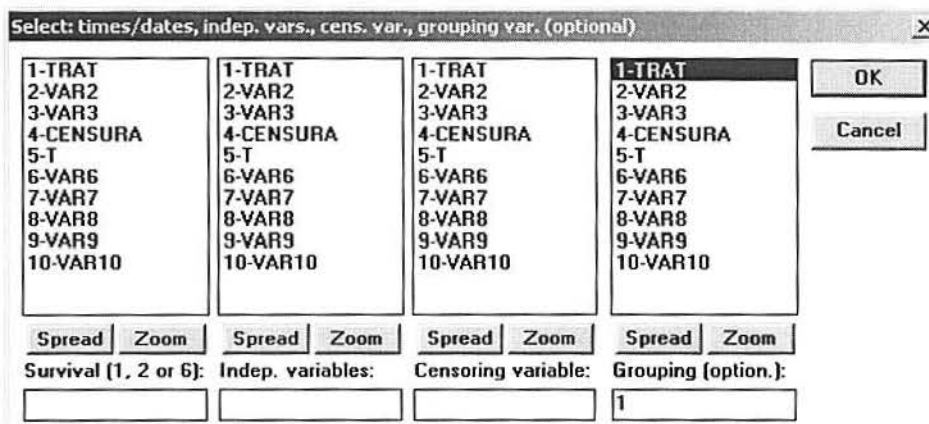 Select: times/dates, indep. vars., cens. var., grouping var. (optional)
1-TRAT 1-TRAT 1-TRAT 1-TRAT
2-VAR2 2-VAR2 2-VAR2 2-VAR2
3-VAR3 3-VAR3 3-VAR3 3-VAR3
4-CENSURA 4-CENSURA 4-CENSURA 4-CENSURA
5-T 5-T 5-T 5-T
6-VAR6 6-VAR6 6-VAR6 6-VAR6
7-VAR7 7-VAR7 7-VAR7 7-VAR7
8-VAR8 8-VAR8 8-VAR8 8-VAR8
9-VAR9 9-VAR9 9-VAR9 9-VAR9
10-VAR10 10-VAR10 10-VAR10 10-VAR10
OK
Cancel
Spread Zoom Spread Zoom Spread Zoom Spread Zoom
Survival (1, 2 or 6): Indep. variables: Censoring variable: Grouping (option.):
1